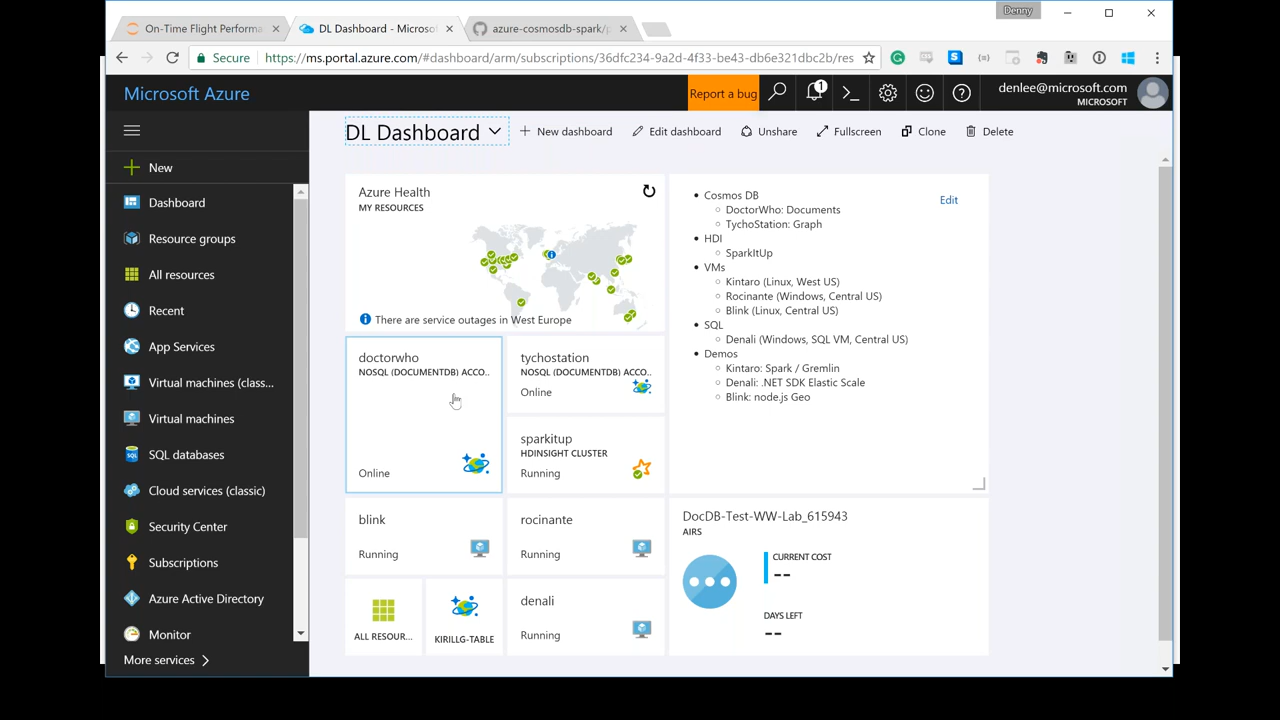 Denny
On-Time Flight Performa
DL Dashboard - Microso
azure-cosmosdb-spark/p
Secure
https://ms.portal.azure.com/#dashboard/arm/subscriptions/36dfc234-9a2d-4f33-be43-db6e321dbc2b/res
Microsoft Azure
Report a bug
1
denlee@microsoft.com
MICROSOFT
DL Dashboard
New dashboard
Edit dashboard
Unshare
Fullscreen
Clone
Delete
New
Dashboard
Resource groups
All resources
Recent
App Services
Virtual machines (class...
Virtual machines
SQL databases
Cloud services (classic)
Security Center
Subscriptions
Azure Active Directory
Monitor
More services
Azure Health
MY RESOURCES
There are service outages in West Europe
Edit
Cosmos DB
DoctorWho: Documents
TychoStation: Graph
HDI
SparkItUp
VMs
Kintaro (Linux, West US)
Rocinante (Windows, Central US)
Blink (Linux, Central US)
SQL
Denali (Windows, SQL VM, Central US)
Demos
Kintaro: Spark / Gremlin
Denali: .NET SDK Elastic Scale
Blink: node.js Geo
doctorwho
NOSQL (DOCUMENTDB) ACCO...
Online
tychostation
NOSQL (DOCUMENTDB) ACCO...
Online
sparkitup
HDINSIGHT CLUSTER
Running
blink
Running
rocinante
Running
ALL RESOUR...
KIRILLG-TABLE
denali
Running
DocDB-Test-WW-Lab_615943
AIRS
CURRENT COST
--
DAYS LEFT
--